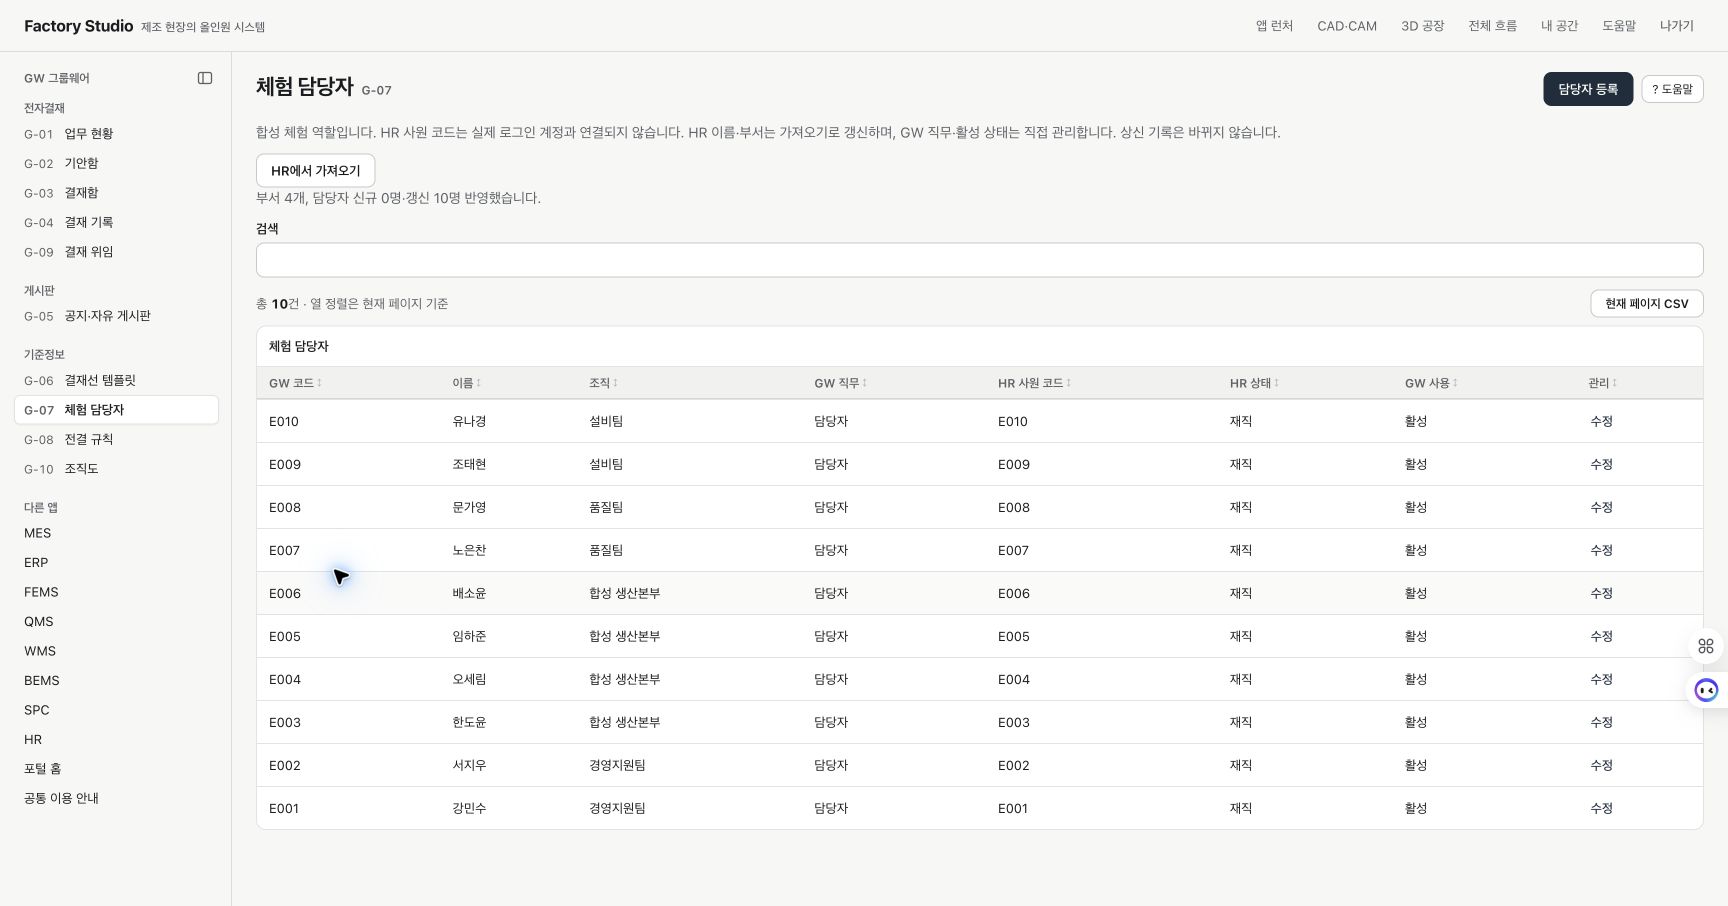 Factory Studio 제조 현장의 올인원 시스템
앱 런처 CAD·CAM 3D 공장 전체 흐름 내 공간 도움말 나가기
GW 그룹웨어
전자결재
G-01 업무 현황
G-02 기안함
G-03 결재함
G-04 결재 기록
G-09 결재 위임
게시판
G-05 공지·자유 게시판
기준정보
G-06 결재선 템플릿
G-07 체험 담당자
G-08 전결 규칙
G-10 조직도
다른 앱
MES
ERP
FEMS
QMS
WMS
BEMS
SPC
HR
포털 홈
공통 이용 안내
체험 담당자 G-07
담당자 등록
? 도움말
합성 체험 역할입니다. HR 사원 코드는 실제 로그인 계정과 연결되지 않습니다. HR 이름·부서는 가져오기로 갱신하며, GW 직무·활성 상태는 직접 관리합니다. 상신 기록은 바뀌지 않습니다.
HR에서 가져오기
부서 4개, 담당자 신규 0명·갱신 10명 반영했습니다.
검색
총 10건 · 열 정렬은 현재 페이지 기준
현재 페이지 CSV
체험 담당자
GW 코드↕ 이름↕ 조직↕ GW 직무↕ HR 사원 코드↕ HR 상태↕ GW 사용↕ 관리↕
E010 유나경 설비팀 담당자 E010 재직 활성 수정
E009 조태현 설비팀 담당자 E009 재직 활성 수정
E008 문가영 품질팀 담당자 E008 재직 활성 수정
E007 노은찬 품질팀 담당자 E007 재직 활성 수정
E006 배소윤 합성 생산본부 담당자 E006 재직 활성 수정
E005 임하준 합성 생산본부 담당자 E005 재직 활성 수정
E004 오세림 합성 생산본부 담당자 E004 재직 활성 수정
E003 한도윤 합성 생산본부 담당자 E003 재직 활성 수정
E002 서지우 경영지원팀 담당자 E002 재직 활성 수정
E001 강민수 경영지원팀 담당자 E001 재직 활성 수정